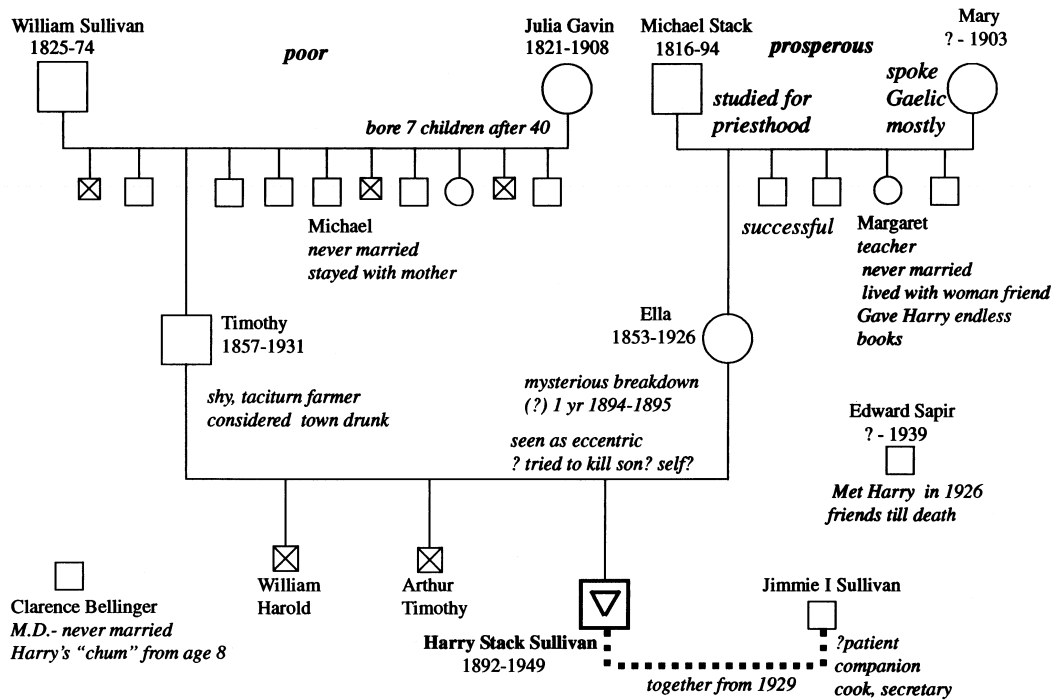 William Sullivan
1825-74
poor
Julia Gavin
1821-1908
Michael Stack
1816-94
prosperous
Mary
? - 1903
studied for
priesthood
spoke
Gaelic
mostly
bore 7 children after 40
Michael
never married
stayed with mother
successful
Margaret
teacher
never married
lived with woman friend
Gave Harry endless
books
Timothy
1857-1931
Ella
1853-1926
shy, taciturn farmer
considered town drunk
mysterious breakdown
(?) 1 yr 1894-1895
seen as eccentric
? tried to kill son? self?
Edward Sapir
? - 1939
Met Harry in 1926
friends till death
William
Harold
Arthur
Timothy
Clarence Bellinger
M.D.- never married
Harry's “chum” from age 8
Harry Stack Sullivan
1892-1949
Jimmie I Sullivan
?patient
companion
cook, secretary
together from 1929